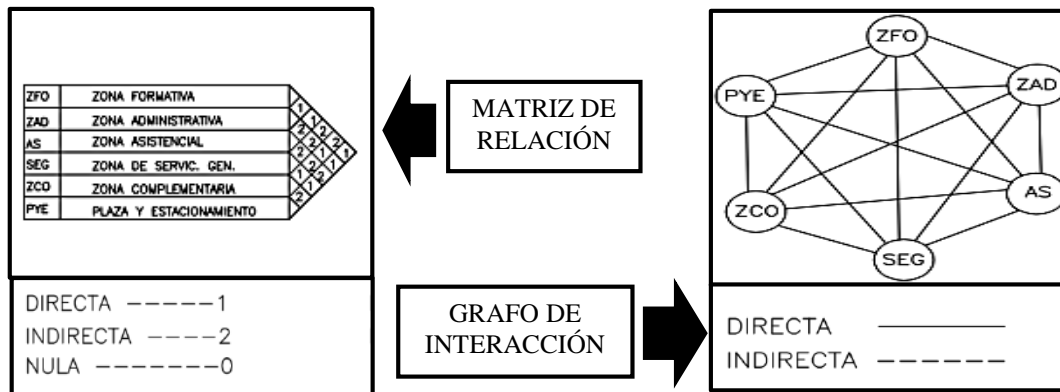 ZFO ZONA FORMATIVA
ZAD ZONA ADMINISTRATIVA
AS ZONA ASISTENCIAL
SEG ZONA DE SERVIC. GEN.
ZCO ZONA COMPLEMENTARIA
PYE PLAZA Y ESTACIONAMIENTO
DIRECTA -----1
INDIRECTA ----2
NULA -------0
MATRIZ DE
RELACIÓN
GRAFO DE
INTERACCIÓN
ZFO
PYE
ZAD
ZCO
AS
SEG
DIRECTA
INDIRECTA